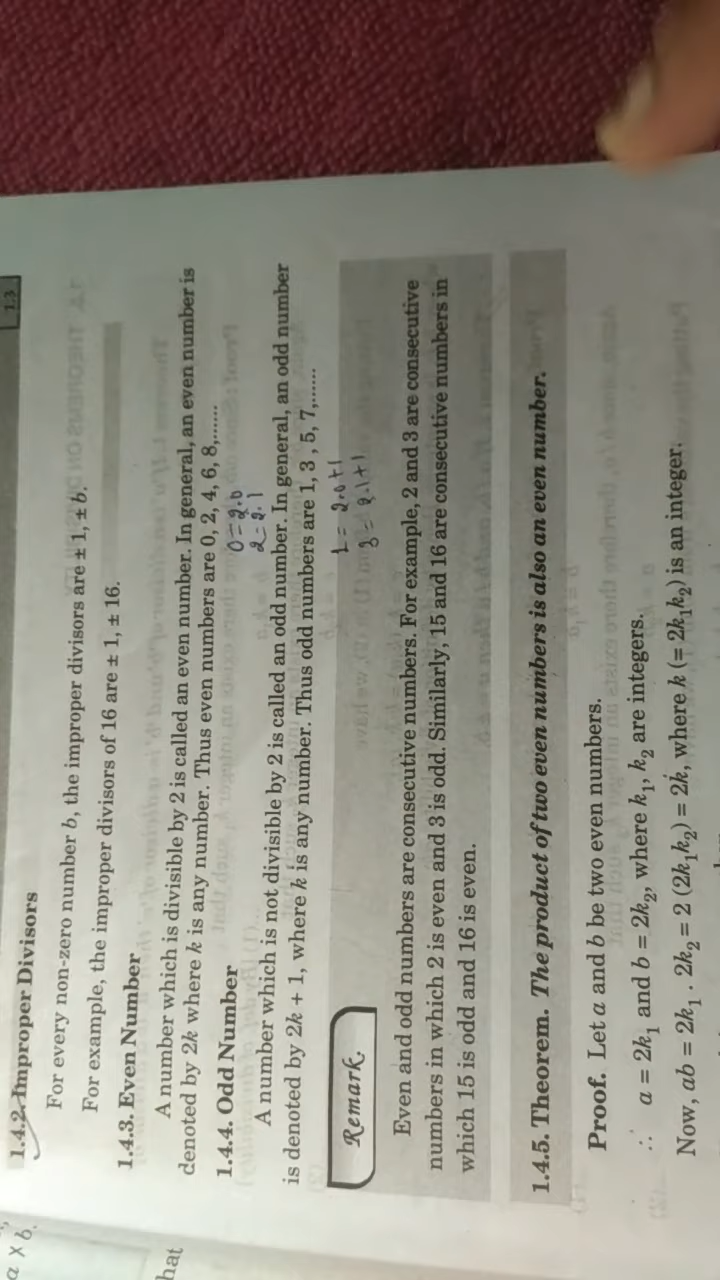 1.3
1.4.2. Improper Divisors
For every non-zero number b, the improper divisors are ± 1, ± b.
For example, the improper divisors of 16 are ± 1, ± 16.
1.4.3. Even Number
A number which is divisible by 2 is called an even number. In general, an even number is
denoted by 2k where k is any number. Thus even numbers are 0, 2, 4, 6, 8,......
0 = 2.0
2 = 2.1
1.4.4. Odd Number
A number which is not divisible by 2 is called an odd number. In general, an odd number
is denoted by 2k + 1, where k is any number. Thus odd numbers are 1, 3 , 5, 7,......
1 = 2.0+1
3 = 2.1+1
Remark.
Even and odd numbers are consecutive numbers. For example, 2 and 3 are consecutive
numbers in which 2 is even and 3 is odd. Similarly, 15 and 16 are consecutive numbers in
which 15 is odd and 16 is even.
1.4.5. Theorem. The product of two even numbers is also an even number.
Proof. Let a and b be two even numbers.
∴ a = 2k₁ and b = 2k₂, where k₁, k₂ are integers.
Now, ab = 2k₁ . 2k₂ = 2 (2k₁k₂) = 2k, where k (= 2k₁k₂) is an integer.
a x b.
hat